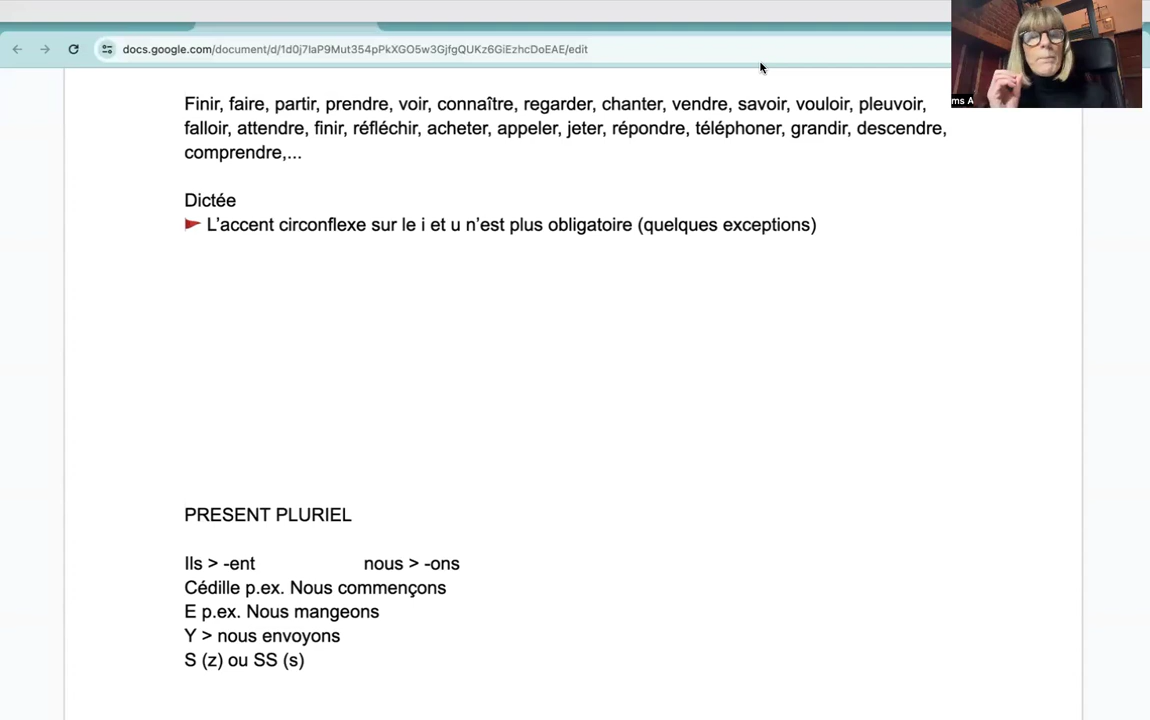 docs.google.com/document/d/1d0j7IaP9Mut354pPkXGO5w3GjfgQUKz6GiEzhcDoEAE/edit
ms A
Finir, faire, partir, prendre, voir, connaître, regarder, chanter, vendre, savoir, vouloir, pleuvoir,
falloir, attendre, finir, réfléchir, acheter, appeler, jeter, répondre, téléphoner, grandir, descendre,
comprendre,...
Dictée
L’accent circonflexe sur le i et u n’est plus obligatoire (quelques exceptions)
PRESENT PLURIEL
Ils > -ent nous > -ons
Cédille p.ex. Nous commençons
E p.ex. Nous mangeons
Y > nous envoyons
S (z) ou SS (s)